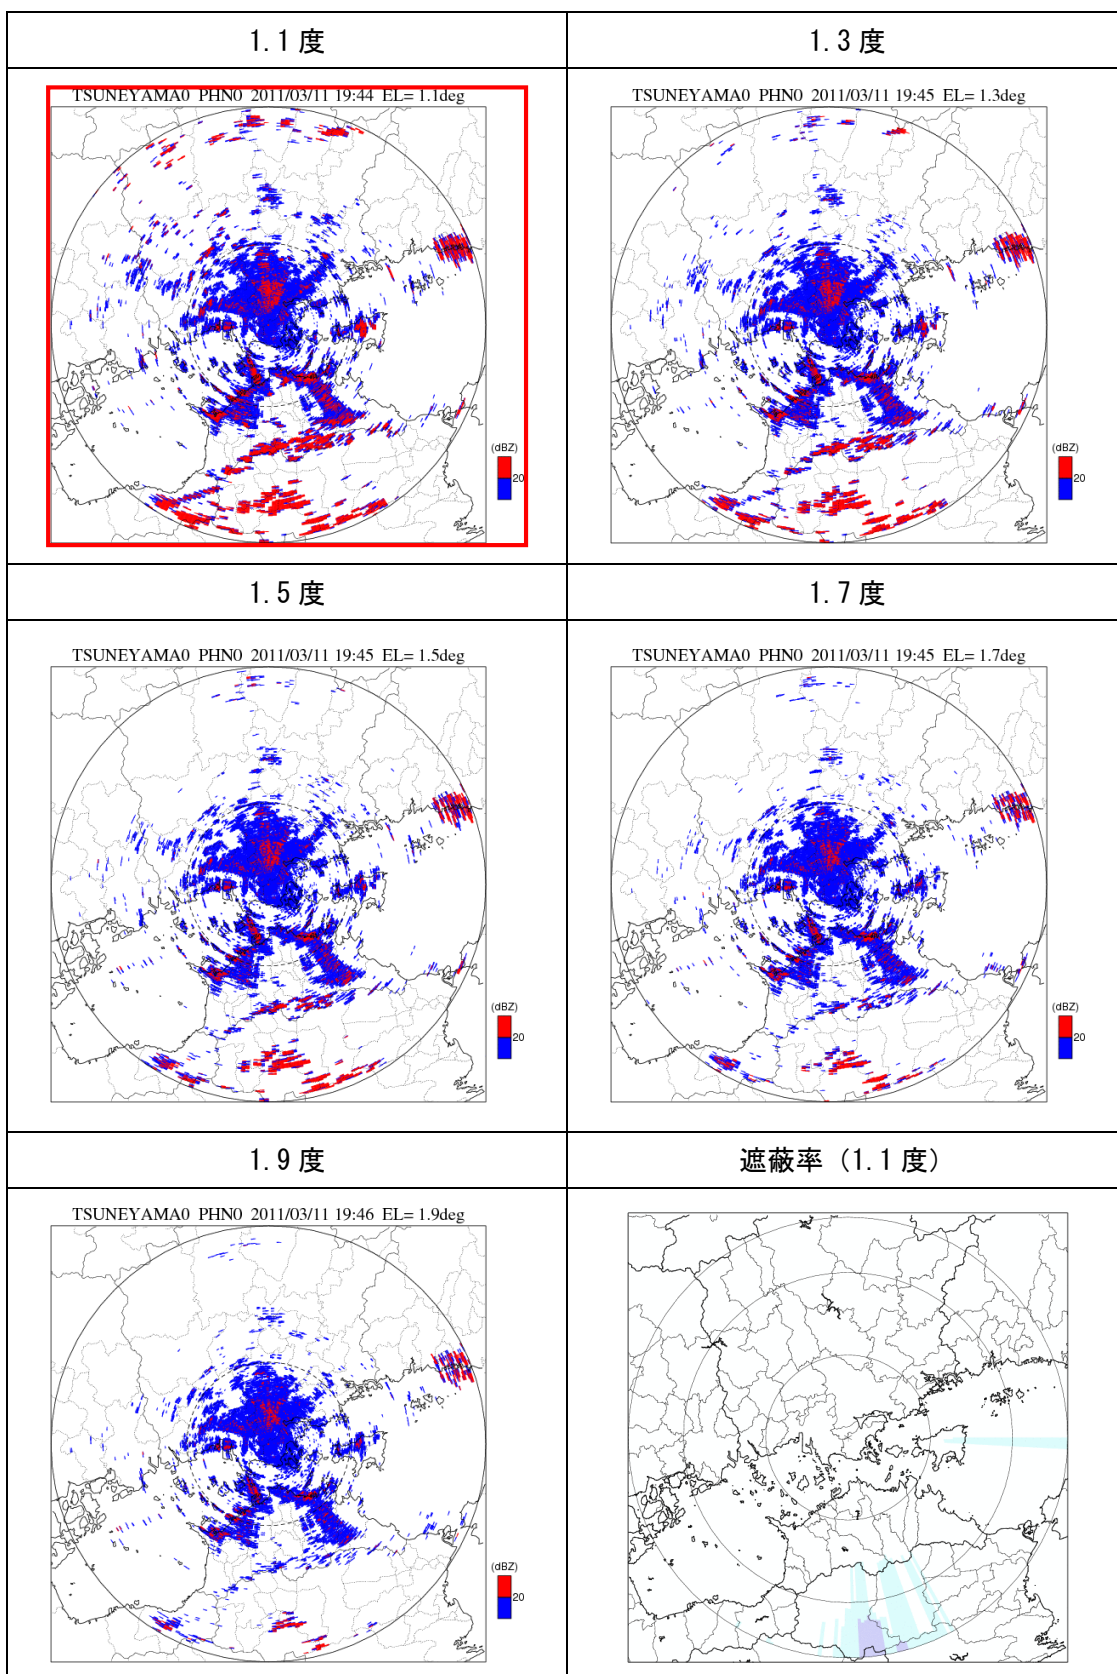 1.1 度
1.3 度
TSUNEYAMA0 PHN0 2011/03/11 19:44 EL= 1.1deg
(dBZ)
20
TSUNEYAMA0 PHN0 2011/03/11 19:45 EL= 1.3deg
(dBZ)
20
1.5 度
1.7 度
TSUNEYAMA0 PHN0 2011/03/11 19:45 EL= 1.5deg
(dBZ)
20
TSUNEYAMA0 PHN0 2011/03/11 19:45 EL= 1.7deg
(dBZ)
20
1.9 度
遮蔽率（1.1 度）
TSUNEYAMA0 PHN0 2011/03/11 19:46 EL= 1.9deg
(dBZ)
20